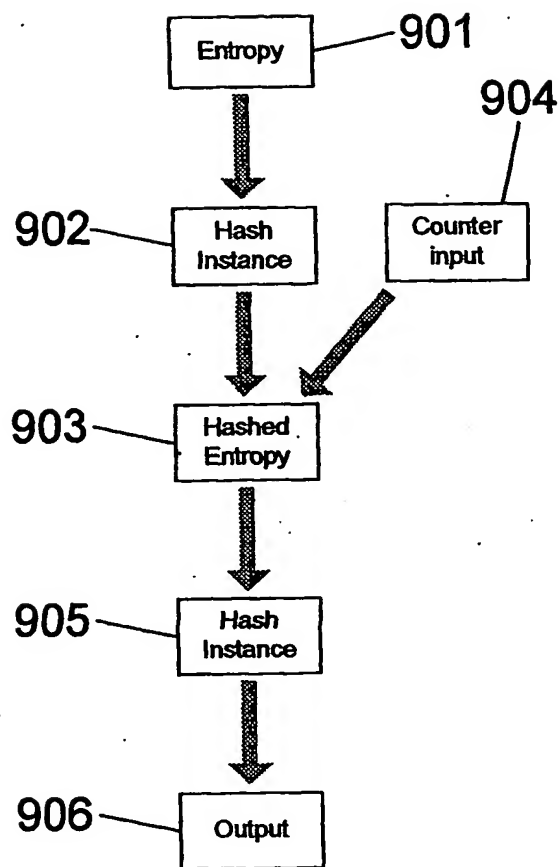 Entropy
901
904
902
Hash
Instance
Counter
input
903
Hashed
Entropy
905
Hash
Instance
906
Output